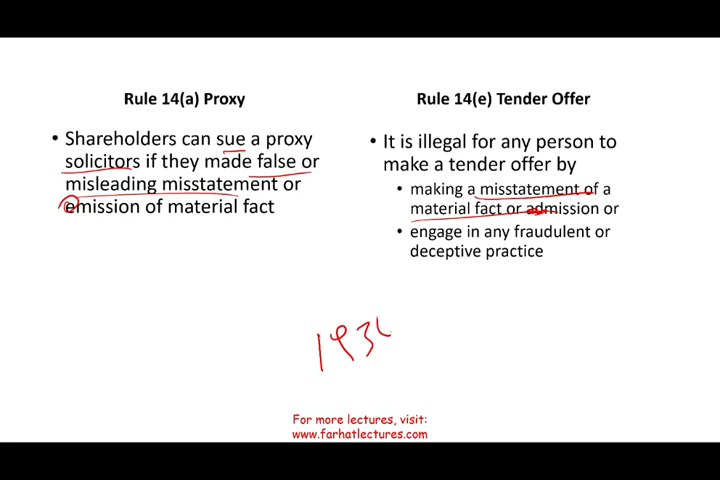 Rule 14(a) Proxy
• Shareholders can sue a proxy
solicitors if they made false or
misleading misstatement or
emission of material fact
Rule 14(e) Tender Offer
• It is illegal for any person to
make a tender offer by
• making a misstatement of a
material fact or admission or
• engage in any fraudulent or
deceptive practice
For more lectures, visit:
www.farhatlectures.com